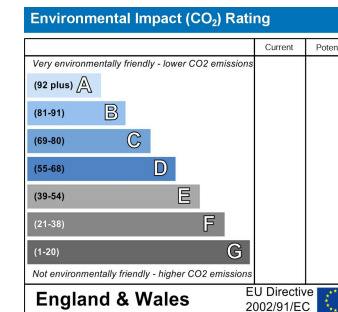 Environmental Impact (CO₂) Rating
Current
Very environmentally friendly - lower CO2 emissions
(92 plus) A
(81-91) B
(69-80) C
(55-68) D
(39-54) E
(21-38) F
(1-20) G
Not environmentally friendly - higher CO2 emissions
England & Wales
EU Directive
2002/91/EC